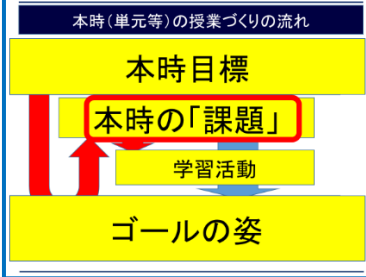 本時(単元等)の授業づくりの流れ
本時目標
本時の「課題」
学習活動
ゴールの姿